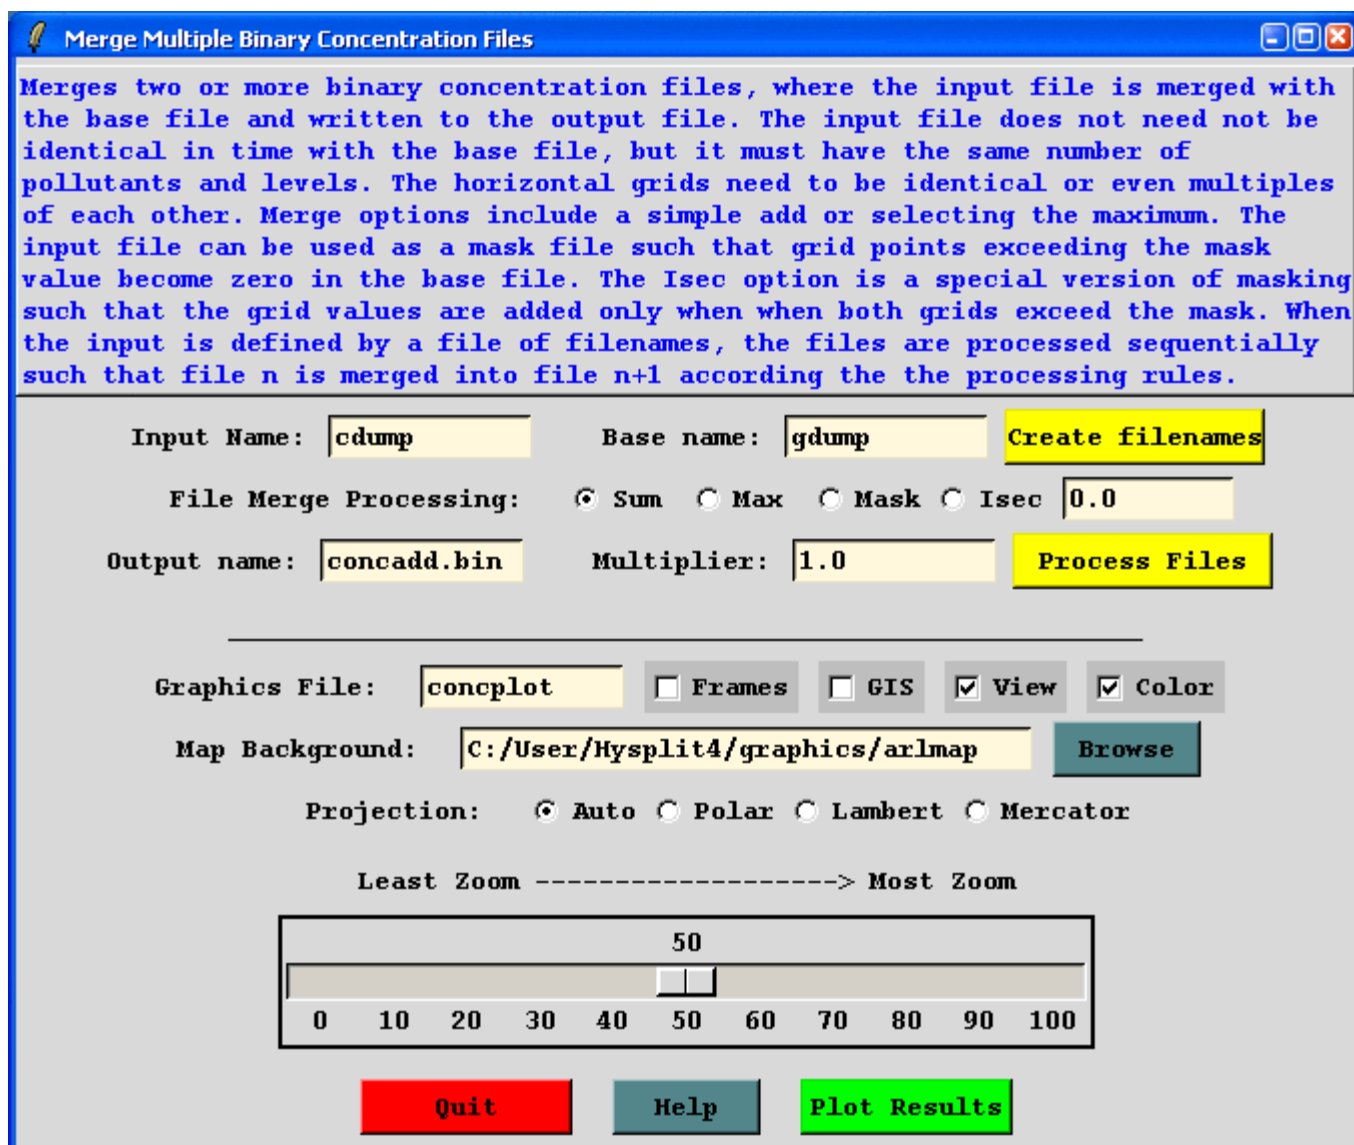 Merge Multiple Binary Concentration Files
Merges two or more binary concentration files, where the input file is merged with
the base file and written to the output file. The input file does not need not be
identical in time with the base file, but it must have the same number of
pollutants and levels. The horizontal grids need to be identical or even multiples
of each other. Merge options include a simple add or selecting the maximum. The
input file can be used as a mask file such that grid points exceeding the mask
value become zero in the base file. The Isec option is a special version of masking
such that the grid values are added only when when both grids exceed the mask. When
the input is defined by a file of filenames, the files are processed sequentially
such that file n is merged into file n+1 according the the processing rules.
Input Name: cdump Base name: gdump Create filenames
File Merge Processing: Sum Max Mask Isec 0.0
Output name: concadd.bin Multiplier: 1.0 Process Files
Graphics File: concplot Frames GIS View Color
Map Background: C:/User/Hysplit4/graphics/arlmap Browse
Projection: Auto Polar Lambert Mercator
Least Zoom -------------------> Most Zoom
50
0 10 20 30 40 50 60 70 80 90 100
Quit Help Plot Results